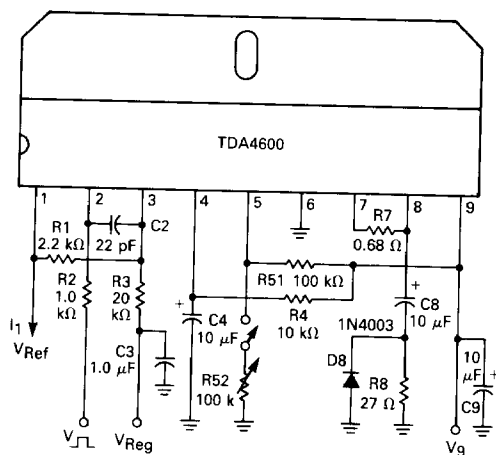 TDA4600
1 2 3 4 5 6 7 8 9
R1
2.2 kΩ
C2
22 pF
R7
0.68 Ω
R2
1.0
kΩ
R3
20
kΩ
R51 100 kΩ
R4
10 kΩ
C8
10 µF
I1
VRef
C4
10 µF
1N4003
C3
1.0 µF
R52
100 k
D8
R8
27 Ω
10
µF
C9
V
VReg
V9